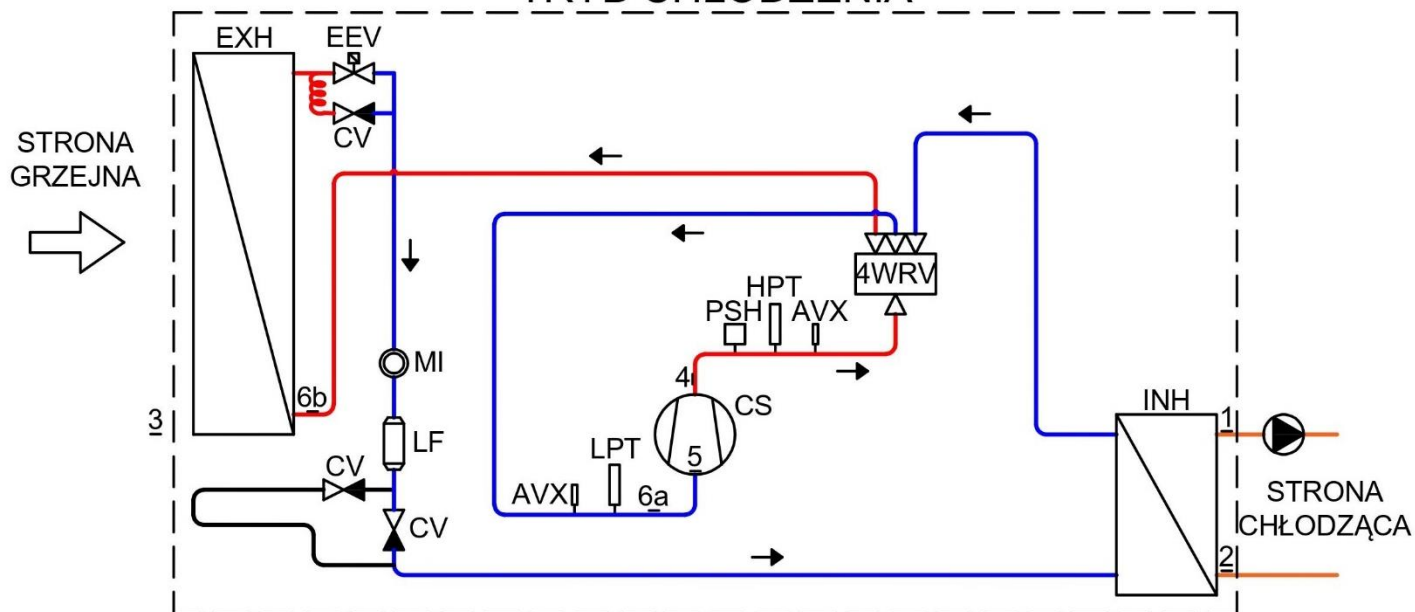 EXH
EEV
CV
STRONA
GRZEJNA
4WRV
HPT
PSH
AVX
MI
4
CS
INH
6b
3
1
LF
LPT
5
CV
AVX
6a
STRONA
CHŁODZĄCA
CV
2